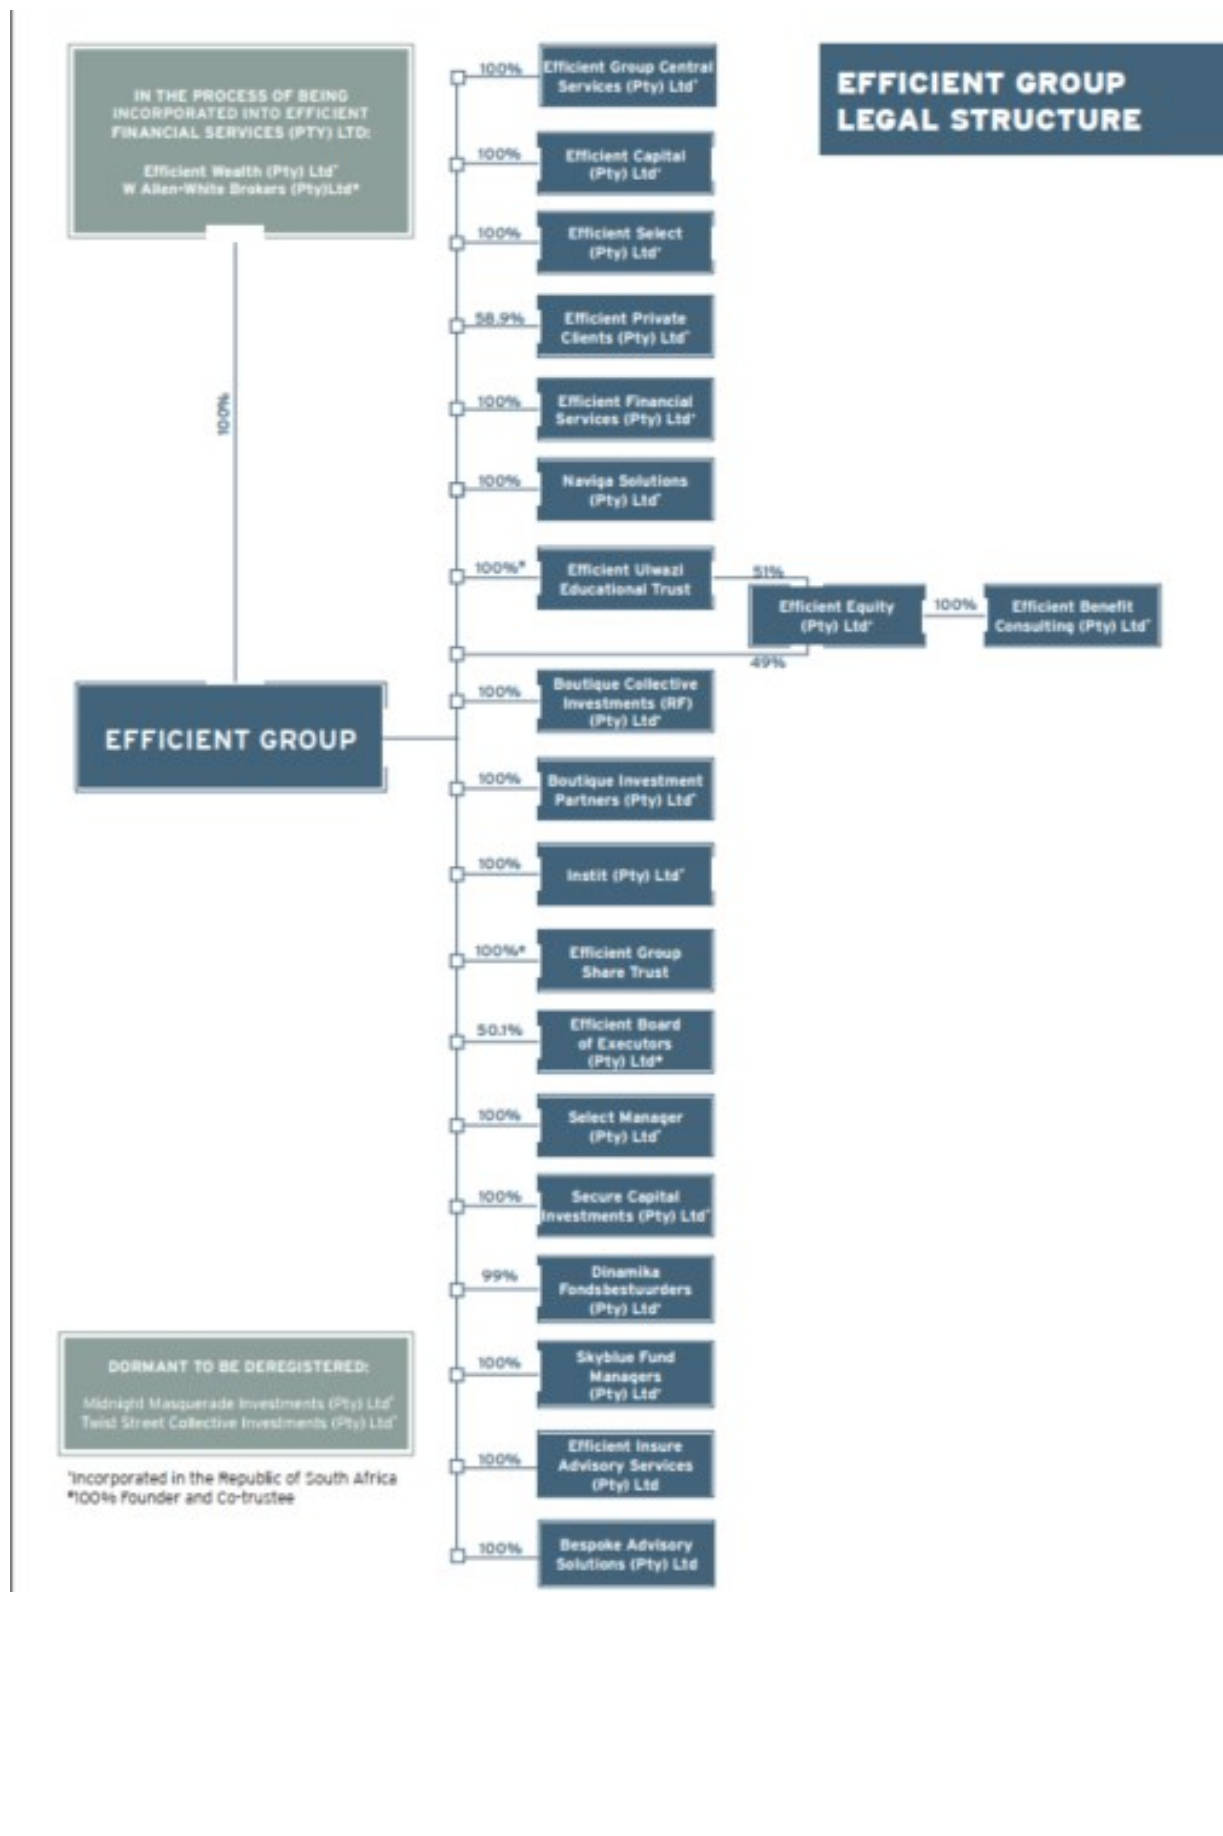 EFFICIENT GROUP
LEGAL STRUCTURE
IN THE PROCESS OF BEING
INCORPORATED INTO EFFICIENT
FINANCIAL SERVICES (PTY) LTD:
Efficient Wealth (Pty) Ltd^
W Allen-White Brokers (Pty)Ltd*
100%
EFFICIENT GROUP
100%
Efficient Group Central
Services (Pty) Ltd^
100%
Efficient Capital
(Pty) Ltd^
100%
Efficient Select
(Pty) Ltd^
58.9%
Efficient Private
Clients (Pty) Ltd^
100%
Efficient Financial
Services (Pty) Ltd^
100%
Naviga Solutions
(Pty) Ltd^
100%*
Efficient Ulwazi
Educational Trust
51%
Efficient Equity
(Pty) Ltd^
100%
Efficient Benefit
Consulting (Pty) Ltd^
49%
100%
Boutique Collective
Investments (RF)
(Pty) Ltd^
100%
Boutique Investment
Partners (Pty) Ltd^
100%
Instit (Pty) Ltd^
100%*
Efficient Group
Share Trust
50.1%
Efficient Board
of Executors
(Pty) Ltd*
100%
Select Manager
(Pty) Ltd^
100%
Secure Capital
Investments (Pty) Ltd^
99%
Dinamika
Fondsbestuurders
(Pty) Ltd^
100%
Skyblue Fund
Managers
(Pty) Ltd^
100%
Efficient Insure
Advisory Services
(Pty) Ltd
100%
Bespoke Advisory
Solutions (Pty) Ltd
DORMANT TO BE DEREGISTERED:
Midnight Masquerade Investments (Pty) Ltd^
Twist Street Collective Investments (Pty) Ltd^
^Incorporated in the Republic of South Africa
*100% Founder and Co-trustee